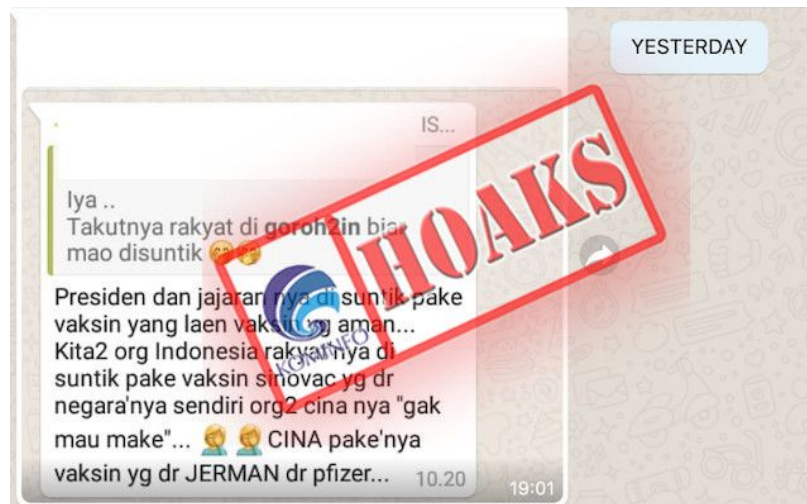 YESTERDAY
IS...
Iya ..
Takutnya rakyat di goroh2in biar
mao disuntik 🤭🤭
Presiden dan jajaran nya di suntik pake
vaksin yang laen vaksin yg aman...
Kita2 org Indonesia rakyat nya di
suntik pake vaksin sinovac yg dr
negara'nya sendiri org2 cina nya "gak
mau make"... 🤦 🤦 CINA pake'nya
vaksin yg dr JERMAN dr pfizer...
10.20
19:01
HOAKS
KOMINFO